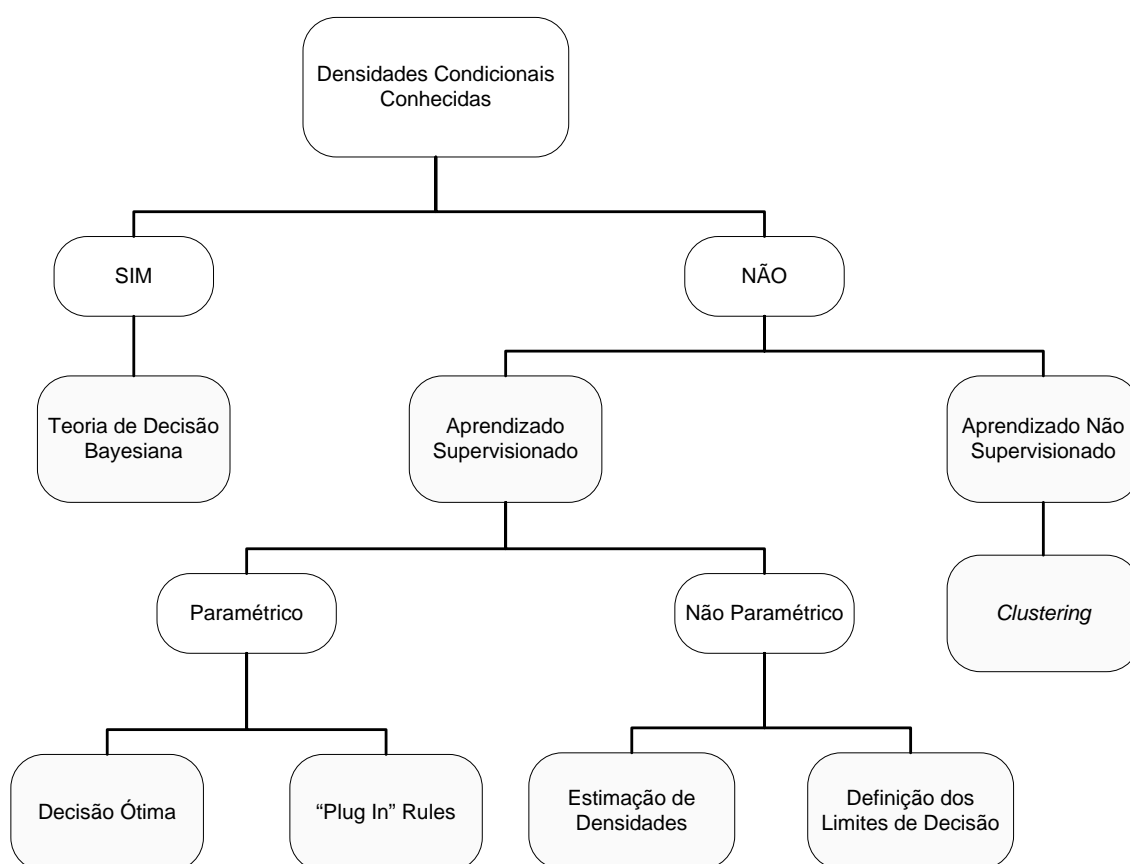 Densidades Condicionais
Conhecidas
SIM
NÃO
Teoria de Decisão
Bayesiana
Aprendizado
Supervisionado
Aprendizado Não
Supervisionado
Paramétrico
Não Paramétrico
Clustering
Decisão Ótima
“Plug In” Rules
Estimação de
Densidades
Definição dos
Limites de Decisão